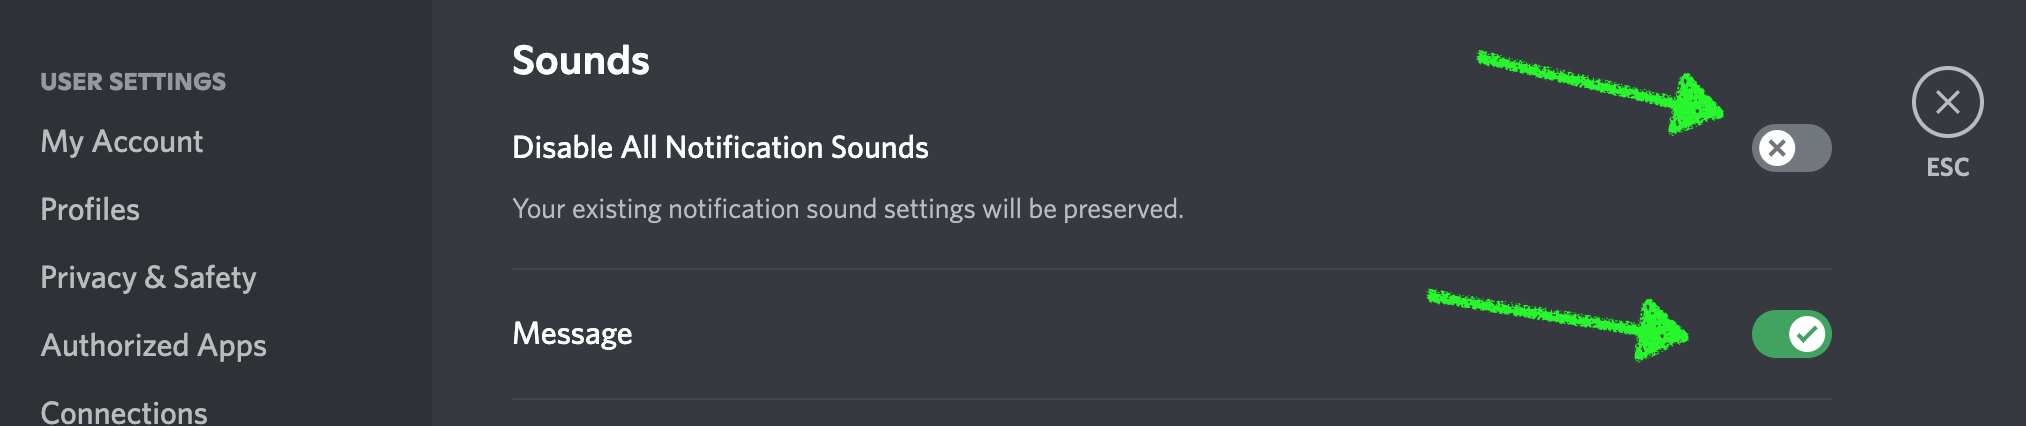 USER SETTINGS
My Account
Profiles
Privacy & Safety
Authorized Apps
Connections
Sounds
Disable All Notification Sounds
Your existing notification sound settings will be preserved.
Message
ESC